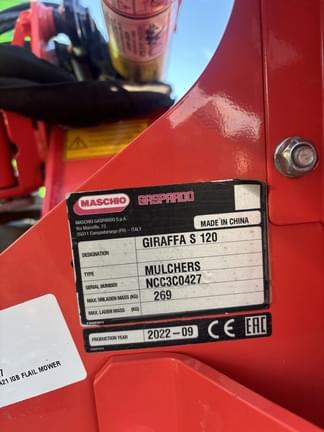 MASCHIO GASPARDO
MASCHIO GASPARDO S.p.A.
Via Marcello, 73
35011 Campodarsego (PD) - ITALY
MADE IN CHINA
DESIGNATION GIRAFFA S 120
TYPE MULCHERS
SERIAL NUMBER NCC3C0427
MAX. UNLADEN MASS (KG) 269
MAX. LADEN MASS (KG)
PRODUCTION YEAR 2022-09 CE EAC
7
A21 IGB FLAIL MOWER